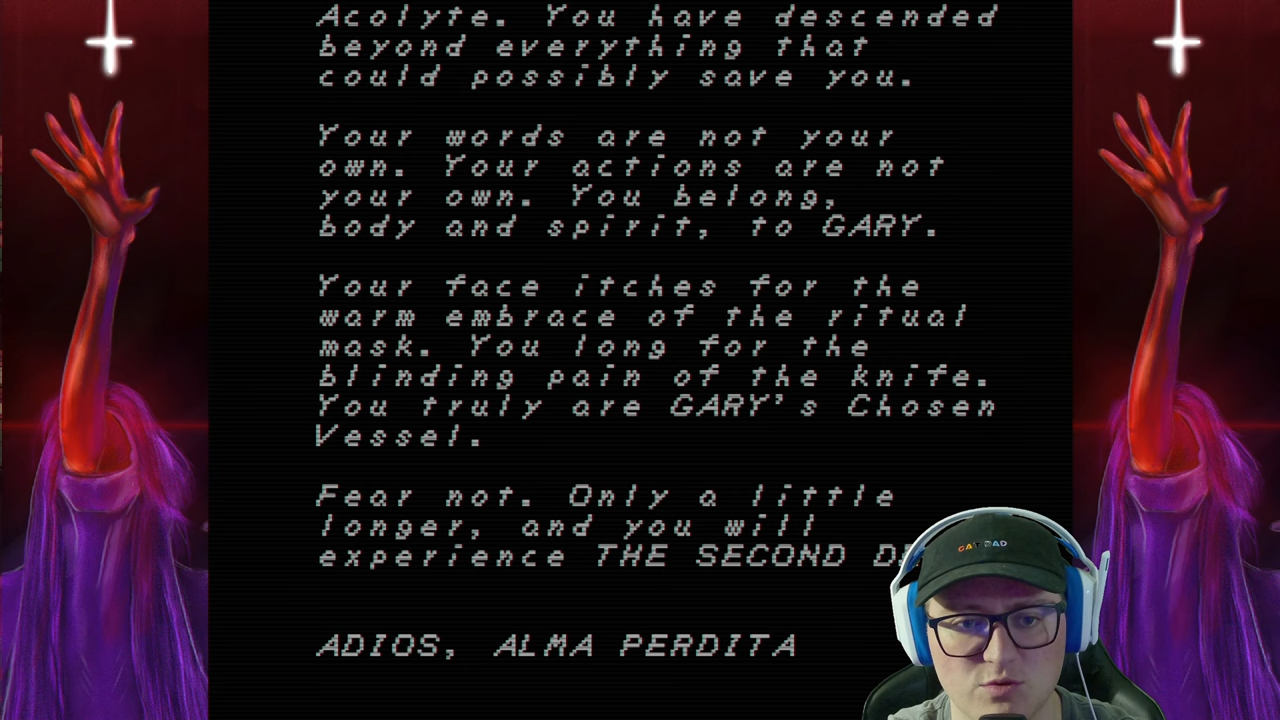 Acolyte. You have descended
beyond everything that
could possibly save you.
Your words are not your
own. Your actions are not
your own. You belong,
body and spirit, to GARY.
Your face itches for the
warm embrace of the ritual
mask. You long for the
blinding pain of the knife.
You truly are GARY's Chosen
Vessel.
Fear not. Only a little
longer, and you will
experience THE SECOND
ADIOS, ALMA PERDITA